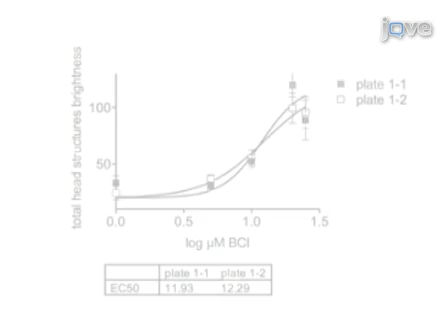 jove
total head structures brightness
100
50
plate 1-1
plate 1-2
0.0 0.5 1.0 1.5
log µM BCI
plate 1-1 plate 1-2
EC50 11.93 12.29